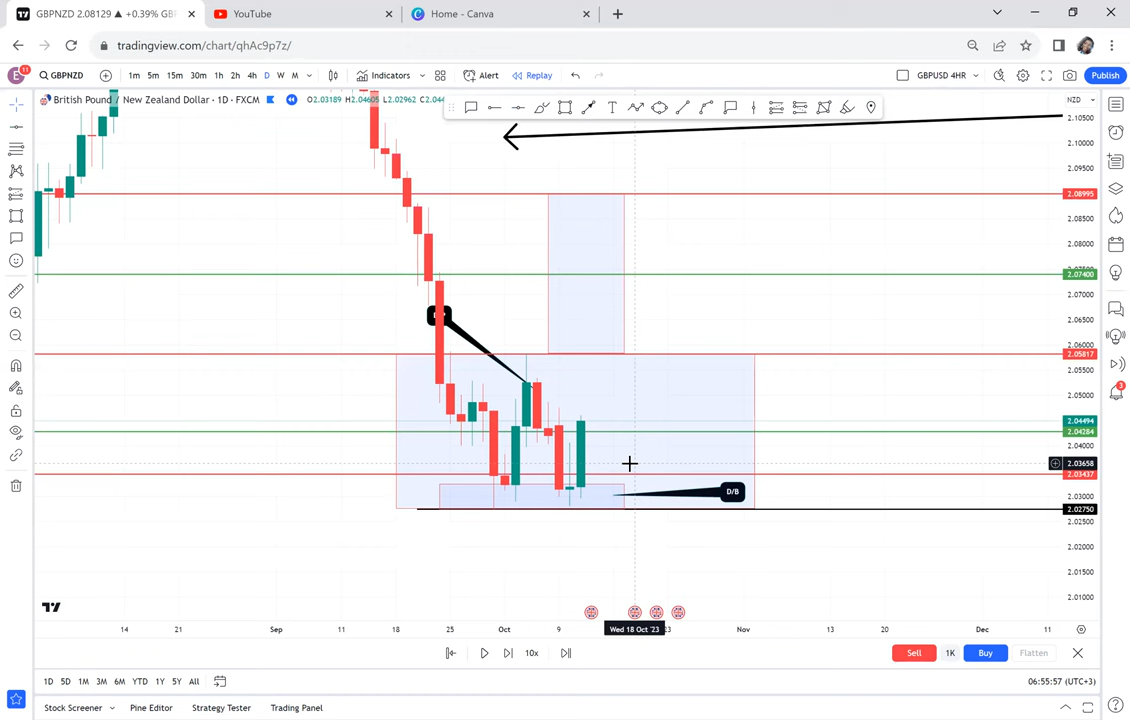 GBPNZD 2.08129 ▲ +0.39% GBP
YouTube
Home - Canva
tradingview.com/chart/qhAc9p7z/
E 11 GBPNZD 1m 5m 15m 30m 1h 2h 4h D W M Indicators Alert Replay GBPUSD 4HR Publish
British Pound / New Zealand Dollar · 1D · FXCM O2.03189 H2.04605 L2.02962 C2.04
NZD
2.10500
2.10000
2.09500
2.08995
2.08500
2.08000
2.07400
2.07000
2.06500
2.06000
2.05817
2.05500
2.05000
2.04494
2.04284
2.04000
2.03658
2.03437
2.03000
D/B
2.02750
2.02500
2.02000
2.01500
2.01000
3
14 21 Sep 11 18 25 Oct 9 Wed 18 Oct '23 23 Nov 13 20 Dec 11
10x Sell 1K Buy Flatten
1D 5D 1M 3M 6M YTD 1Y 5Y All 06:55:57 (UTC+3)
Stock Screener Pine Editor Strategy Tester Trading Panel